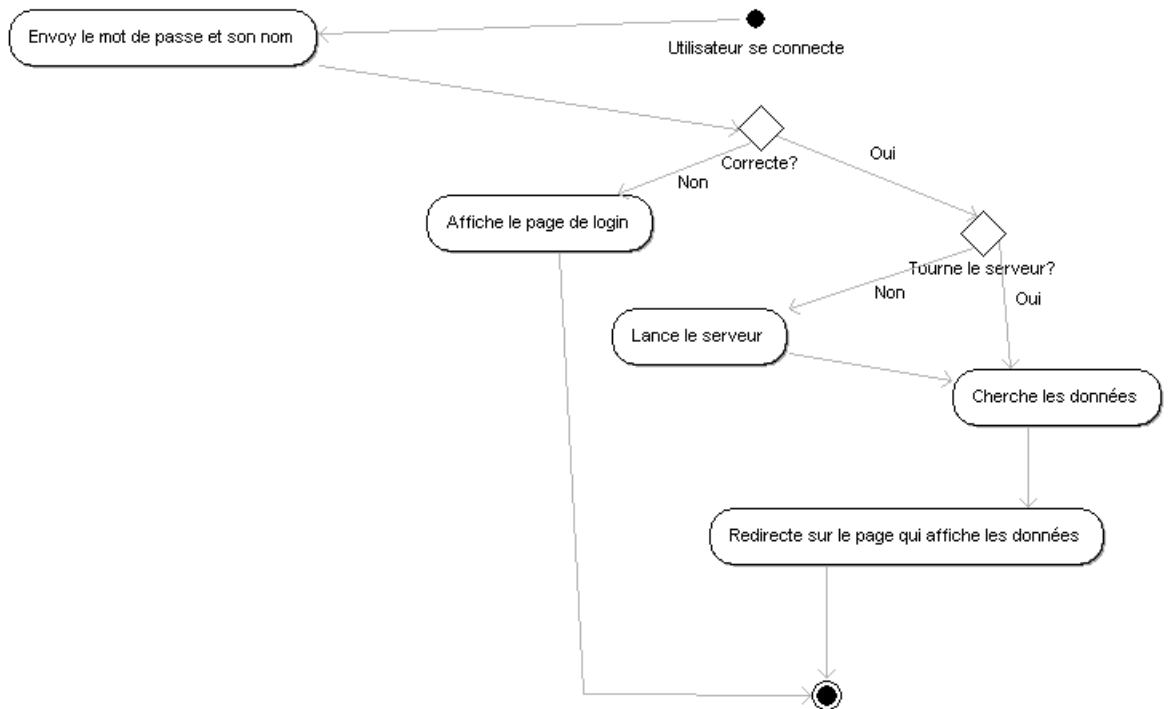 Envoy le mot de passe et son nom
Utilisateur se connecte
Correcte?
Oui
Non
Affiche le page de login
Tourne le serveur?
Non
Oui
Lance le serveur
Cherche les données
Redirecte sur le page qui affiche les données